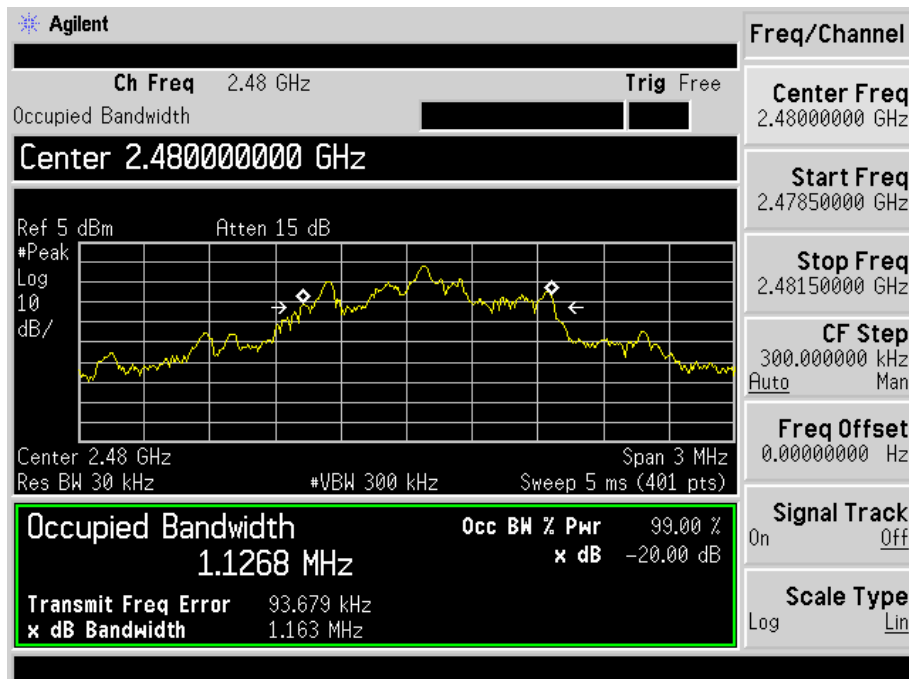 Agilent
Ch Freq 2.48 GHz Trig Free
Occupied Bandwidth
Center 2.480000000 GHz
Ref 5 dBm Atten 15 dB
#Peak
Log
10
dB/
Center 2.48 GHz Span 3 MHz
Res BW 30 kHz #VBW 300 kHz Sweep 5 ms (401 pts)
Occupied Bandwidth
1.1268 MHz
Occ BW % Pwr 99.00 %
x dB -20.00 dB
Transmit Freq Error 93.679 kHz
x dB Bandwidth 1.163 MHz
Freq/Channel
Center Freq
2.48000000 GHz
Start Freq
2.47850000 GHz
Stop Freq
2.48150000 GHz
CF Step
300.000000 kHz
Auto Man
Freq Offset
0.00000000 Hz
Signal Track
On Off
Scale Type
Log Lin